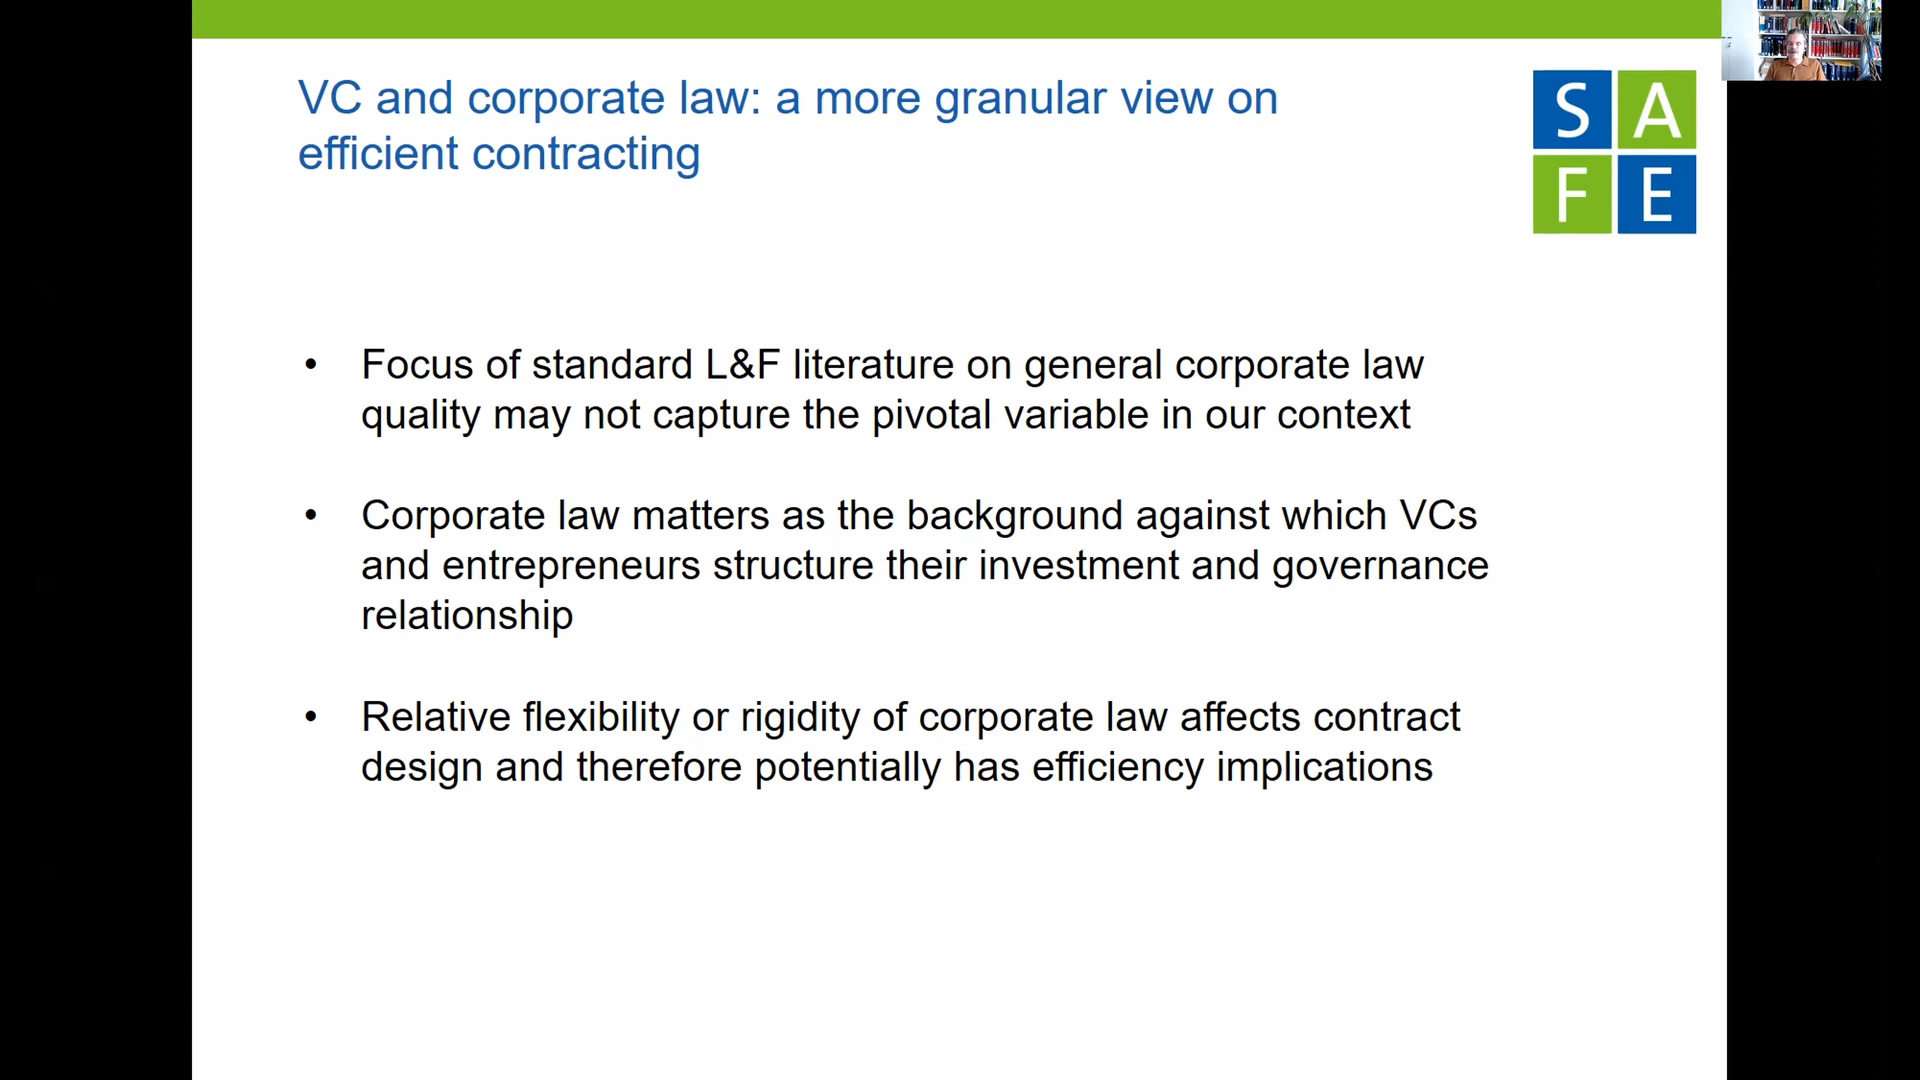 VC and corporate law: a more granular view on
efficient contracting
S A
F E
• Focus of standard L&F literature on general corporate law
quality may not capture the pivotal variable in our context
• Corporate law matters as the background against which VCs
and entrepreneurs structure their investment and governance
relationship
• Relative flexibility or rigidity of corporate law affects contract
design and therefore potentially has efficiency implications